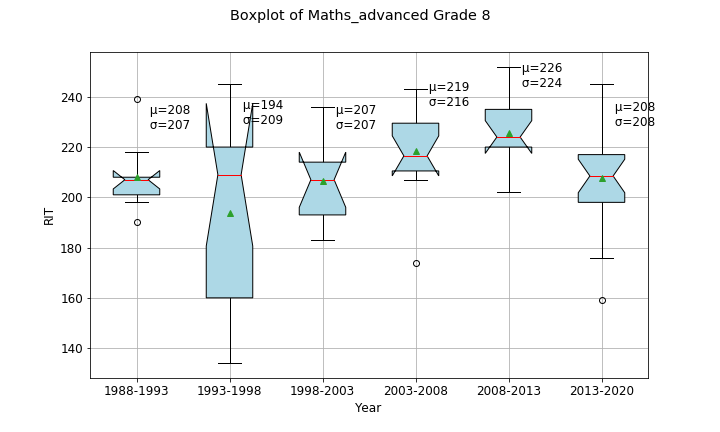 Boxplot of Maths_advanced Grade 8
240
220
200
180
160
140
RIT
μ=208
σ=207
μ=194
σ=209
μ=207
σ=207
μ=219
σ=216
μ=226
σ=224
μ=208
σ=208
1988-1993
1993-1998
1998-2003
2003-2008
2008-2013
2013-2020
Year